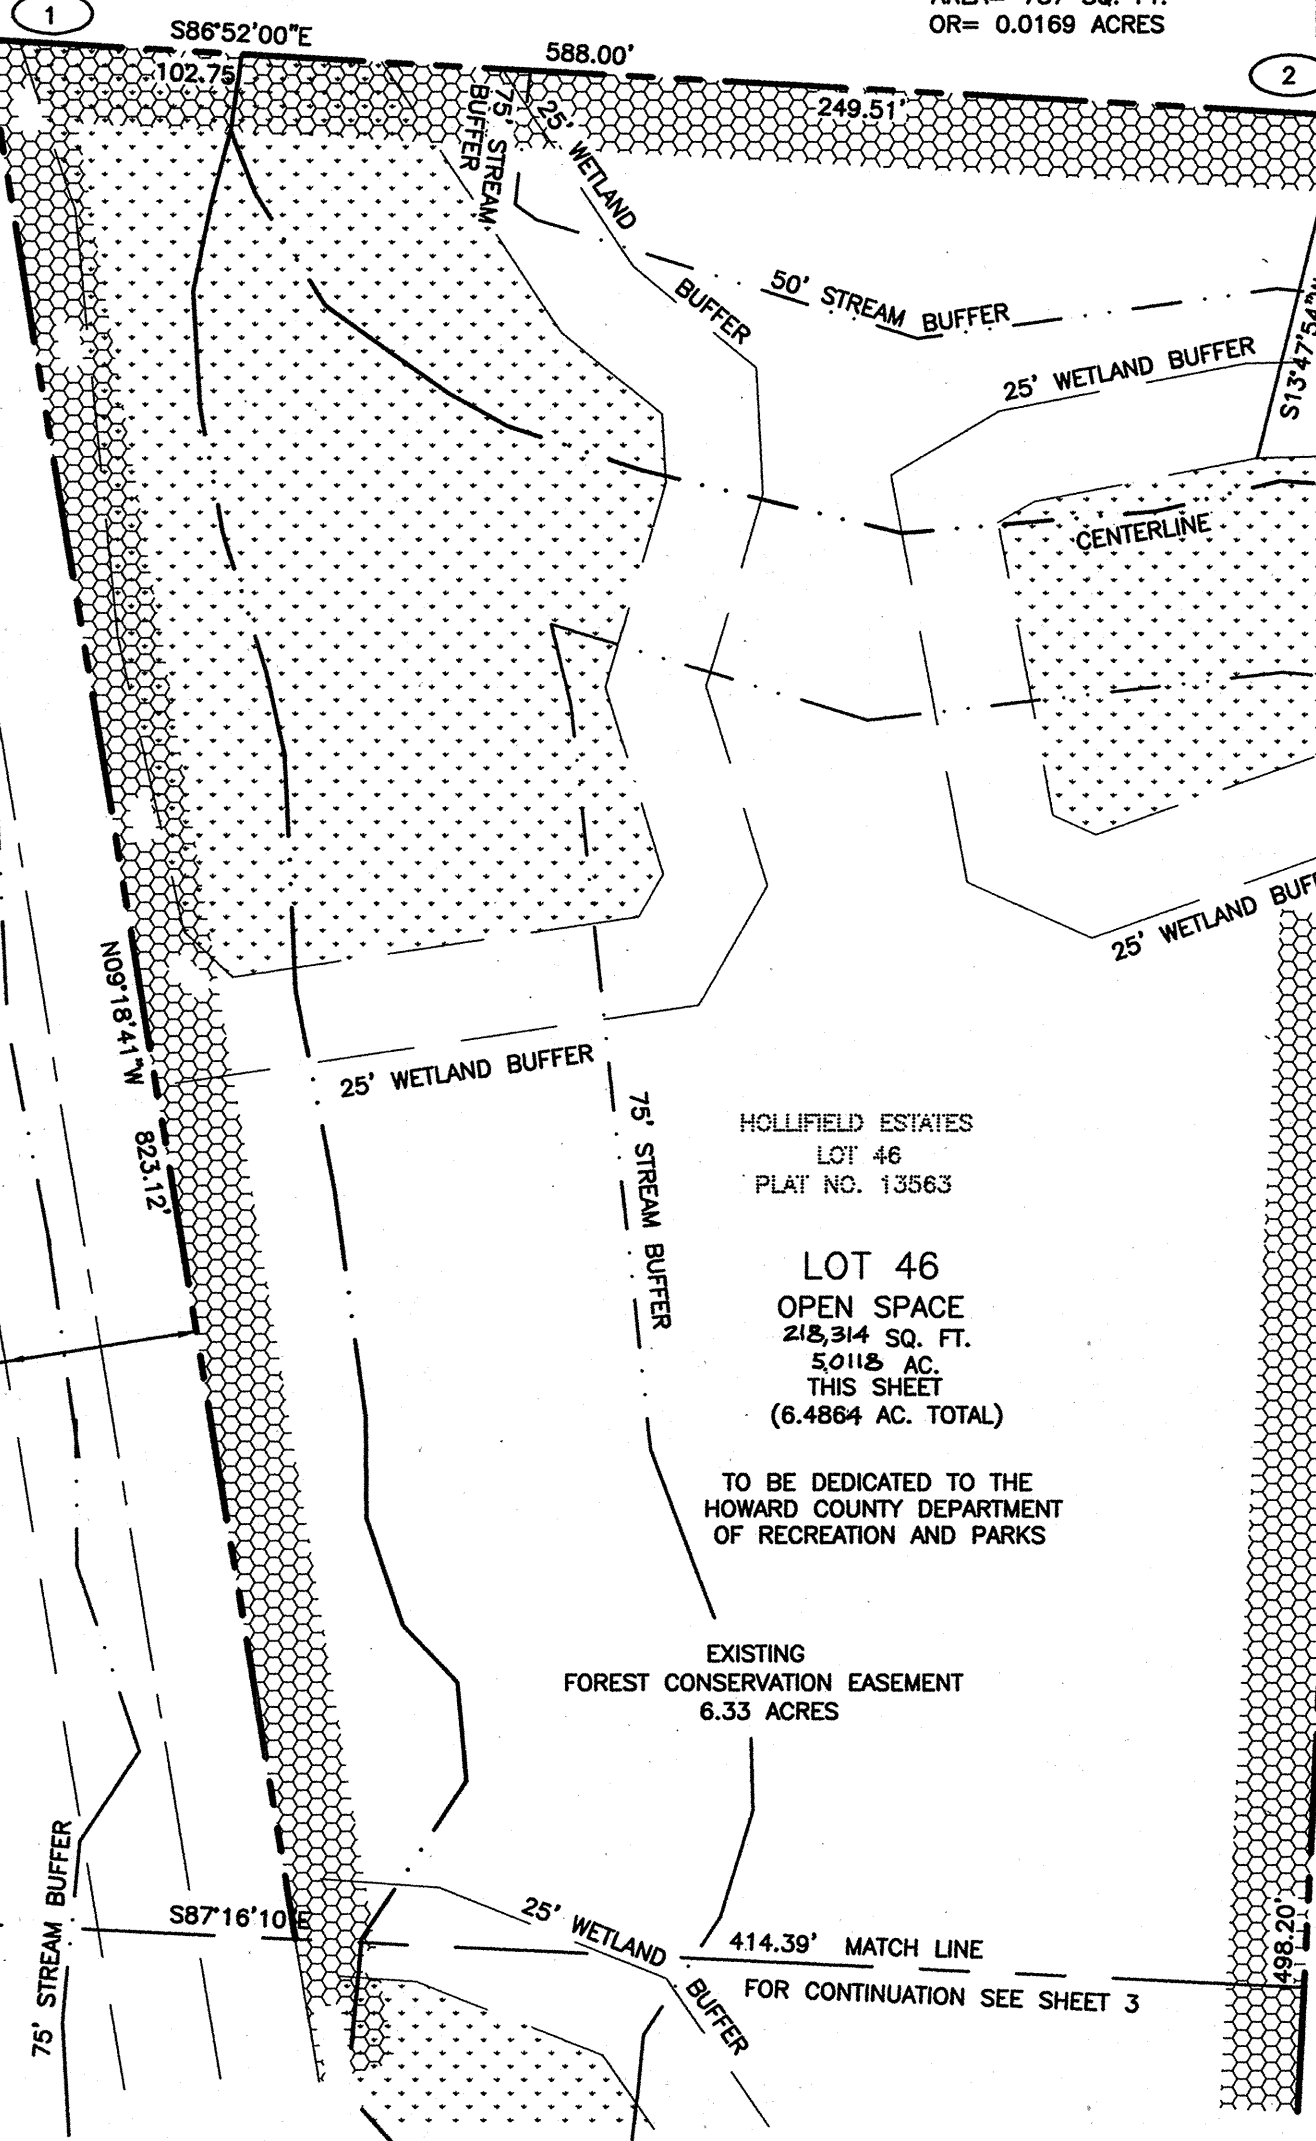 1
S86°52'00"E
588.00'
OR= 0.0169 ACRES
2
102.75
249.51'
75' STREAM
BUFFER
25' WETLAND
BUFFER
50' STREAM BUFFER
25' WETLAND BUFFER
S13°47'54"W
CENTERLINE
25' WETLAND BUFF
N09°18'41"W
823.12'
25' WETLAND BUFFER
75' STREAM BUFFER
HOLLIFIELD ESTATES
LOT 46
PLAT NO. 13563
LOT 46
OPEN SPACE
218,314 SQ. FT.
5.0118 AC.
THIS SHEET
(6.4864 AC. TOTAL)
TO BE DEDICATED TO THE
HOWARD COUNTY DEPARTMENT
OF RECREATION AND PARKS
EXISTING
FOREST CONSERVATION EASEMENT
6.33 ACRES
75' STREAM BUFFER
S87°16'10"E
25' WETLAND
BUFFER
414.39' MATCH LINE
FOR CONTINUATION SEE SHEET 3
498.20'